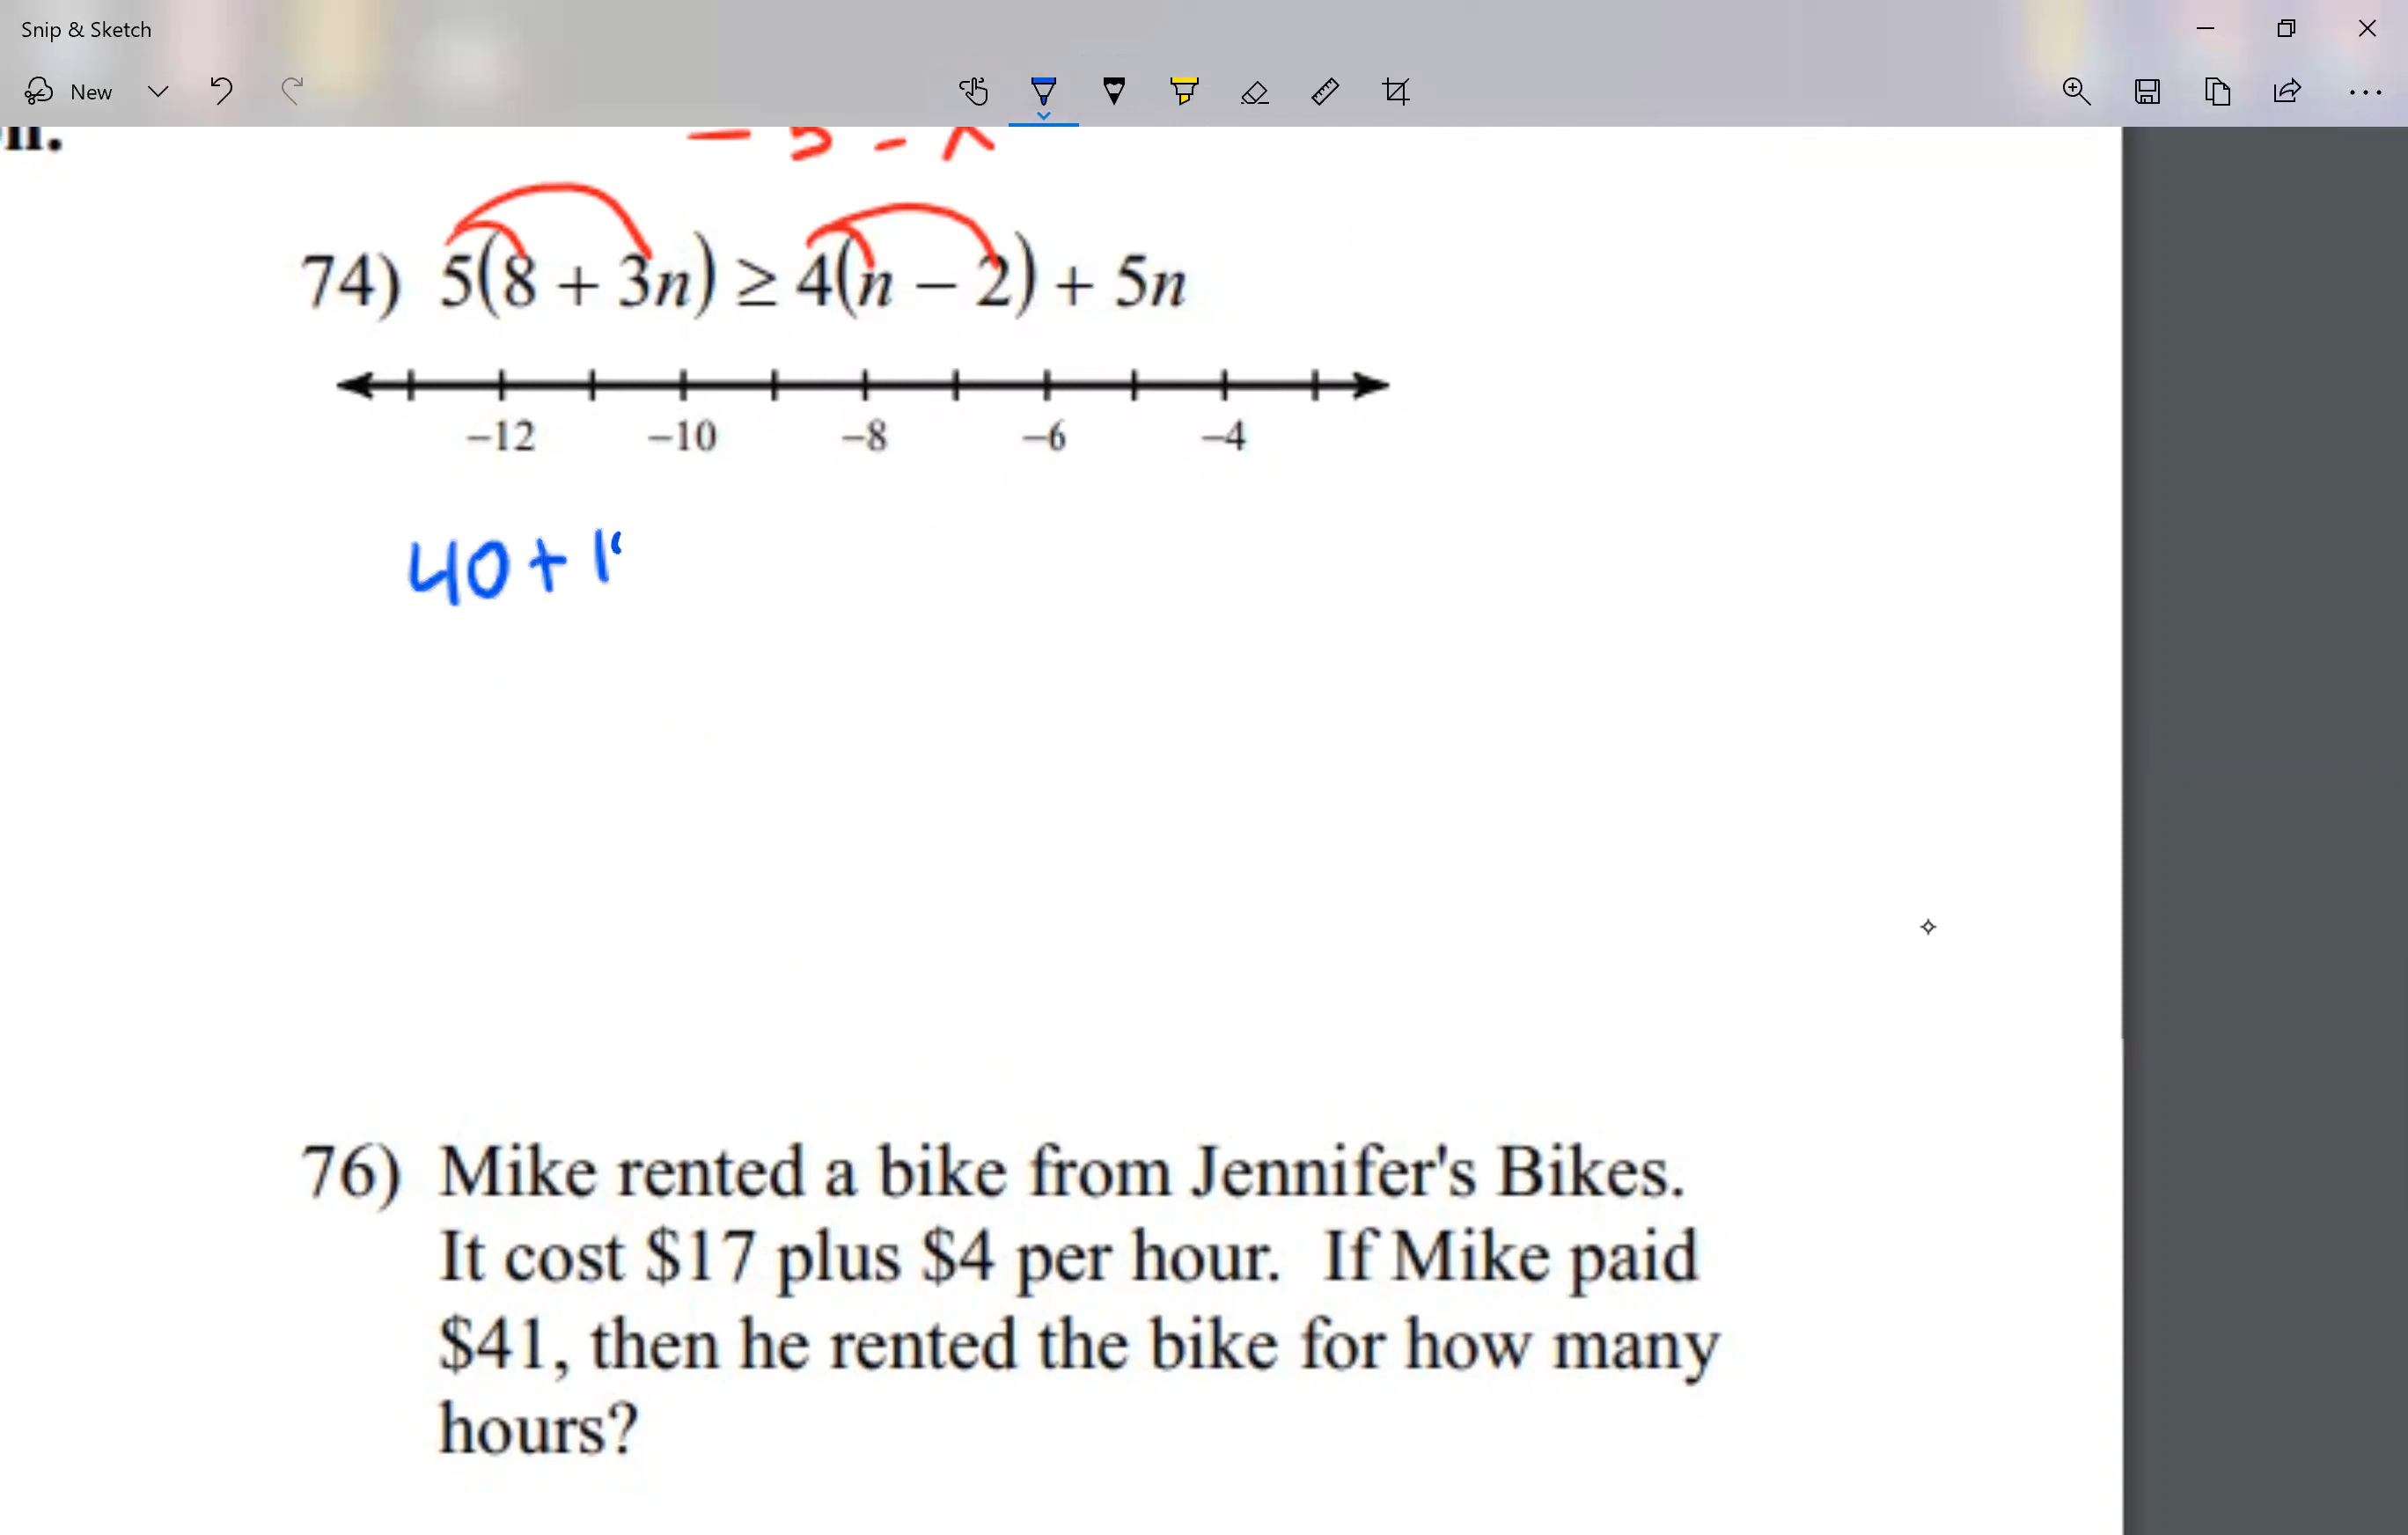 Snip & Sketch
New
74) 5(8 + 3n) ≥ 4(n − 2) + 5n
−12 −10 −8 −6 −4
40 + 1
76) Mike rented a bike from Jennifer's Bikes.
It cost $17 plus $4 per hour. If Mike paid
$41, then he rented the bike for how many
hours?